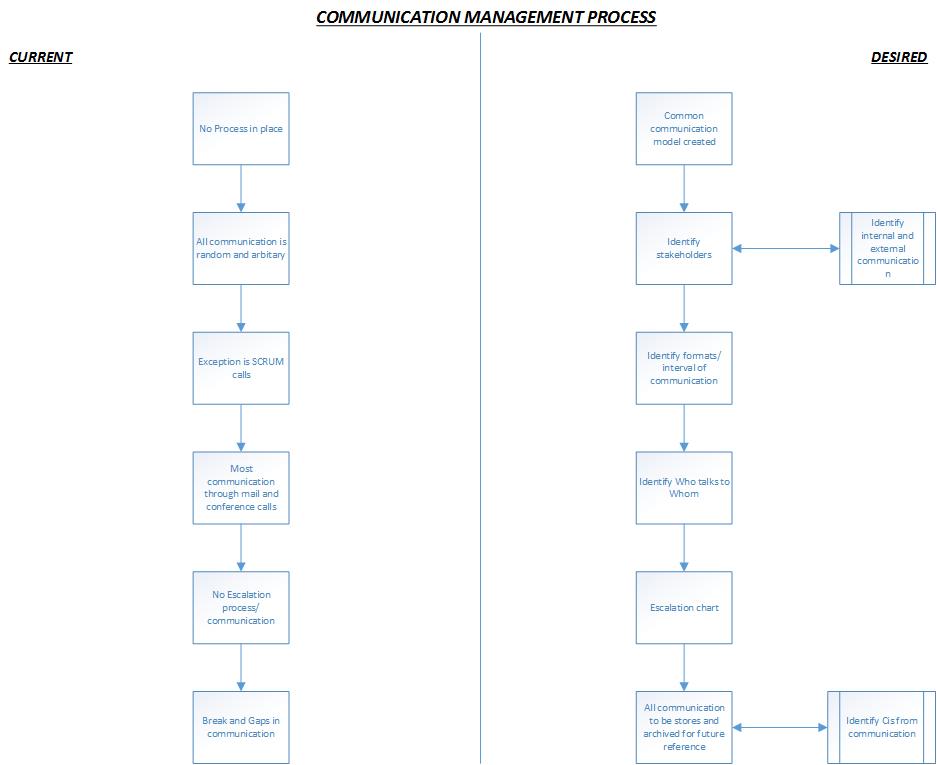 COMMUNICATION MANAGEMENT PROCESS
CURRENT
DESIRED
No Process in place
All communication is
random and arbitary
Exception is SCRUM
calls
Most
communication
through mail and
conference calls
No Escalation
process/
communication
Break and Gaps in
communication
Common
communication
model created
Identify
stakeholders
Identify
internal and
external
communicatio
n
Identify formats/
interval of
communication
Identify Who talks to
Whom
Escalation chart
All communication
to be stores and
archived for future
reference
Identify Cis from
communication